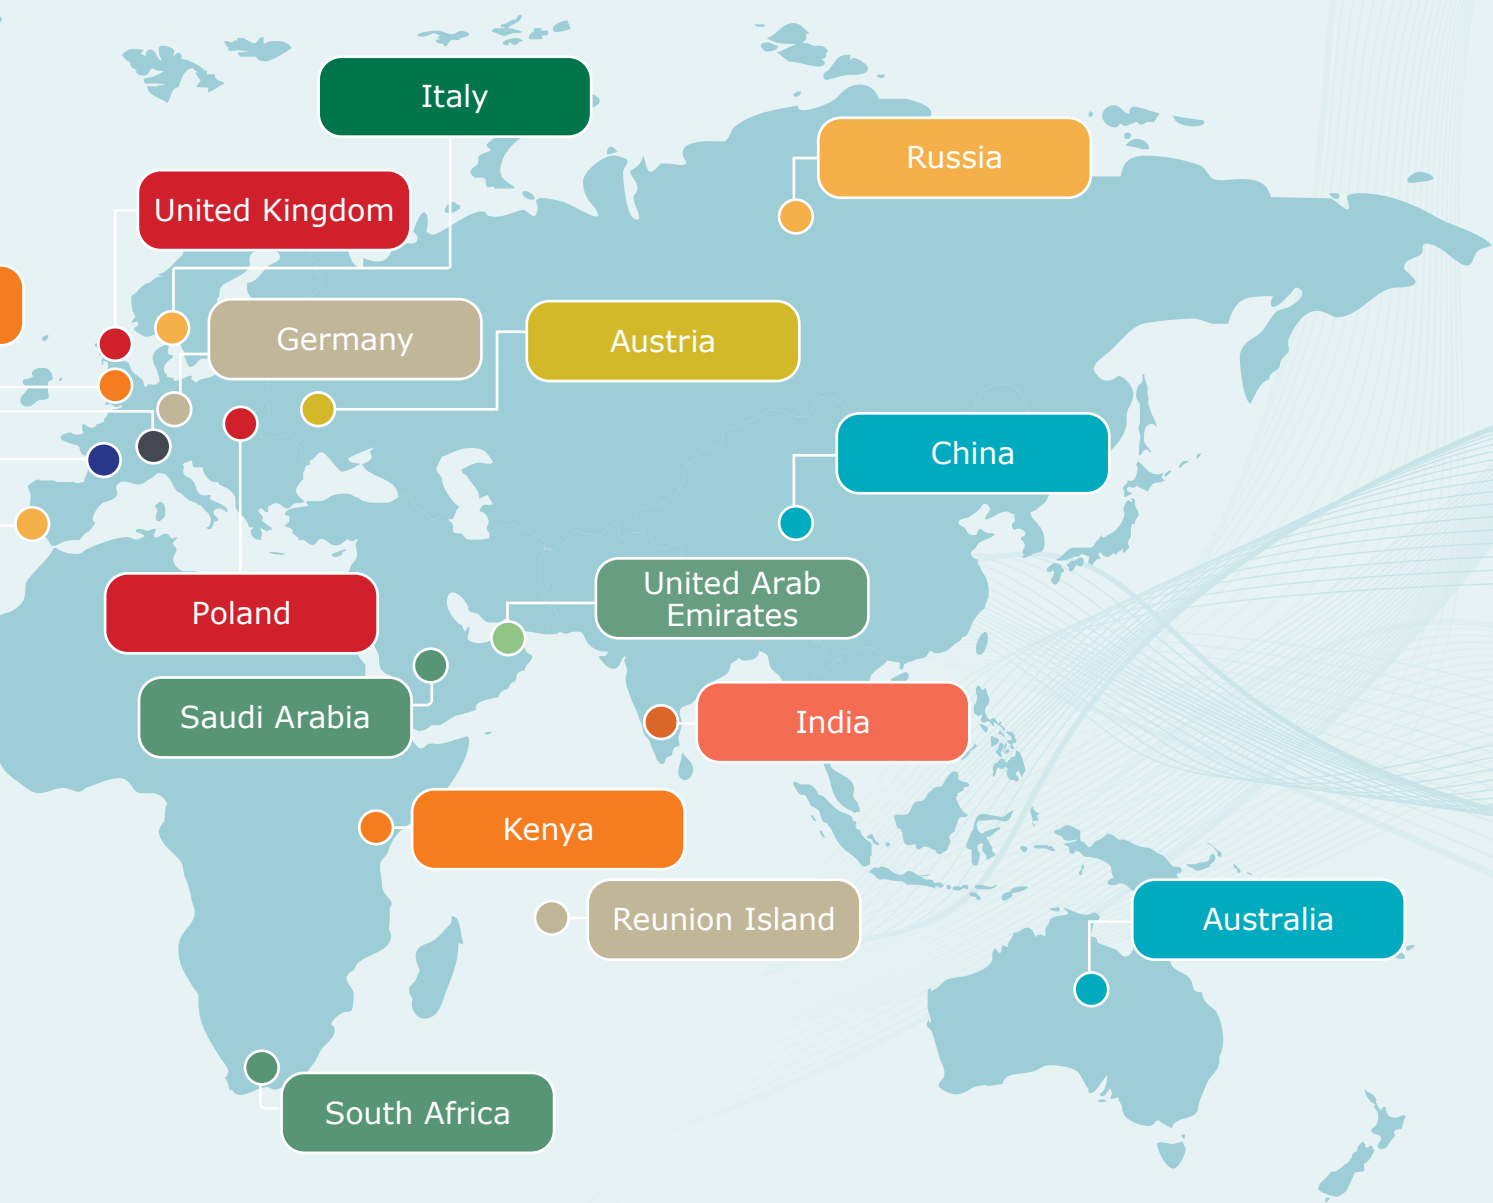 Italy
Russia
United Kingdom
Germany
Austria
China
United Arab
Emirates
Poland
Saudi Arabia
India
Kenya
Reunion Island
Australia
South Africa